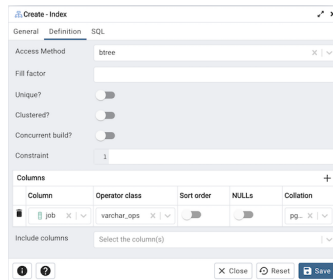 Create - Index
General Definition SQL
Access Method btree
Fill factor
Unique?
Clustered?
Concurrent build?
Constraint 1
Columns
Column Operator class Sort order NULLs Collation
job varchar_ops pg...
Include columns Select the column(s)
Close Reset Save